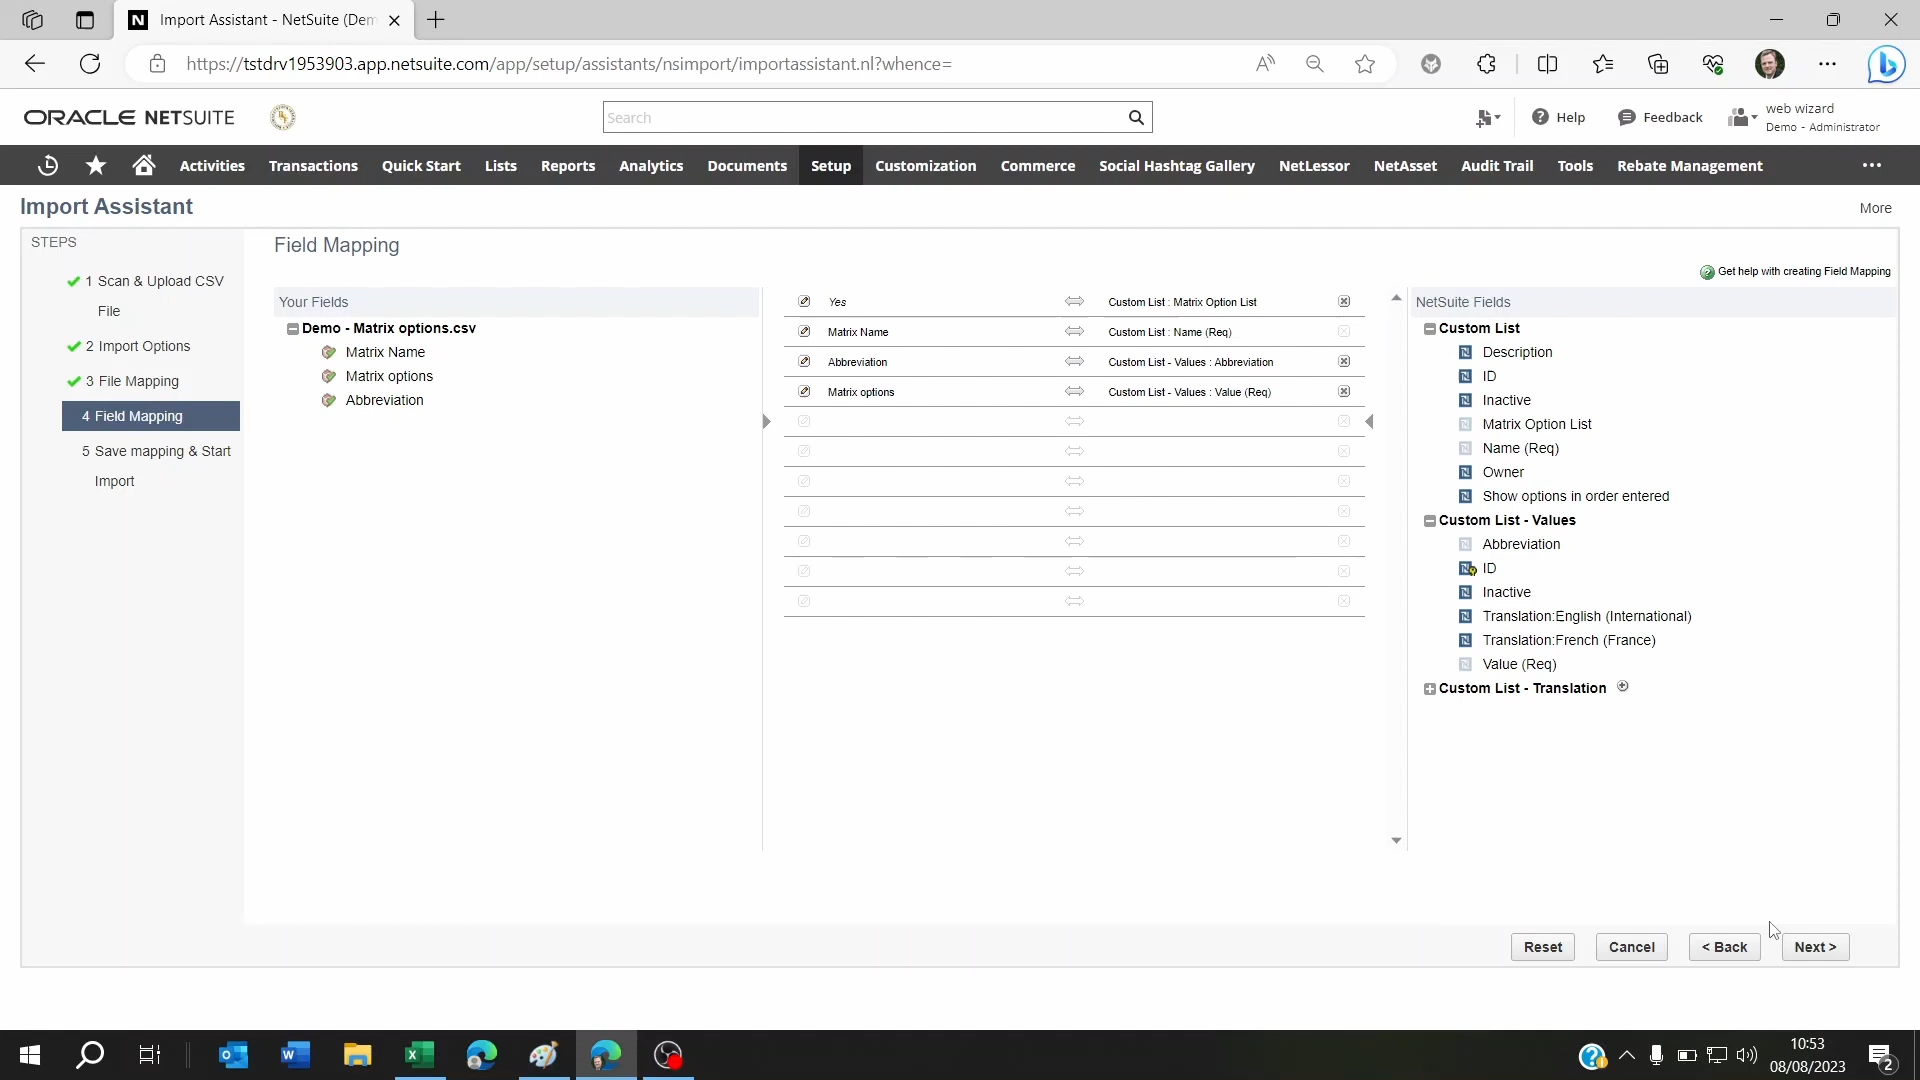 Import Assistant - NetSuite (Dem
https://tstdrv1953903.app.netsuite.com/app/setup/assistants/nsimport/importassistant.nl?whence=
ORACLE NETSUITE
Search
Help
Feedback
web wizard
Demo - Administrator
Activities Transactions Quick Start Lists Reports Analytics Documents Setup Customization Commerce Social Hashtag Gallery NetLessor NetAsset Audit Trail Tools Rebate Management
Import Assistant
More
STEPS
1 Scan & Upload CSV
File
2 Import Options
3 File Mapping
4 Field Mapping
5 Save mapping & Start
Import
Field Mapping
Get help with creating Field Mapping
Your Fields
Demo - Matrix options.csv
Matrix Name
Matrix options
Abbreviation
Yes Custom List : Matrix Option List
Matrix Name Custom List : Name (Req)
Abbreviation Custom List - Values : Abbreviation
Matrix options Custom List - Values : Value (Req)
NetSuite Fields
Custom List
Description
ID
Inactive
Matrix Option List
Name (Req)
Owner
Show options in order entered
Custom List - Values
Abbreviation
ID
Inactive
Translation:English (International)
Translation:French (France)
Value (Req)
Custom List - Translation
Reset
Cancel
< Back
Next >
10:53
08/08/2023
2